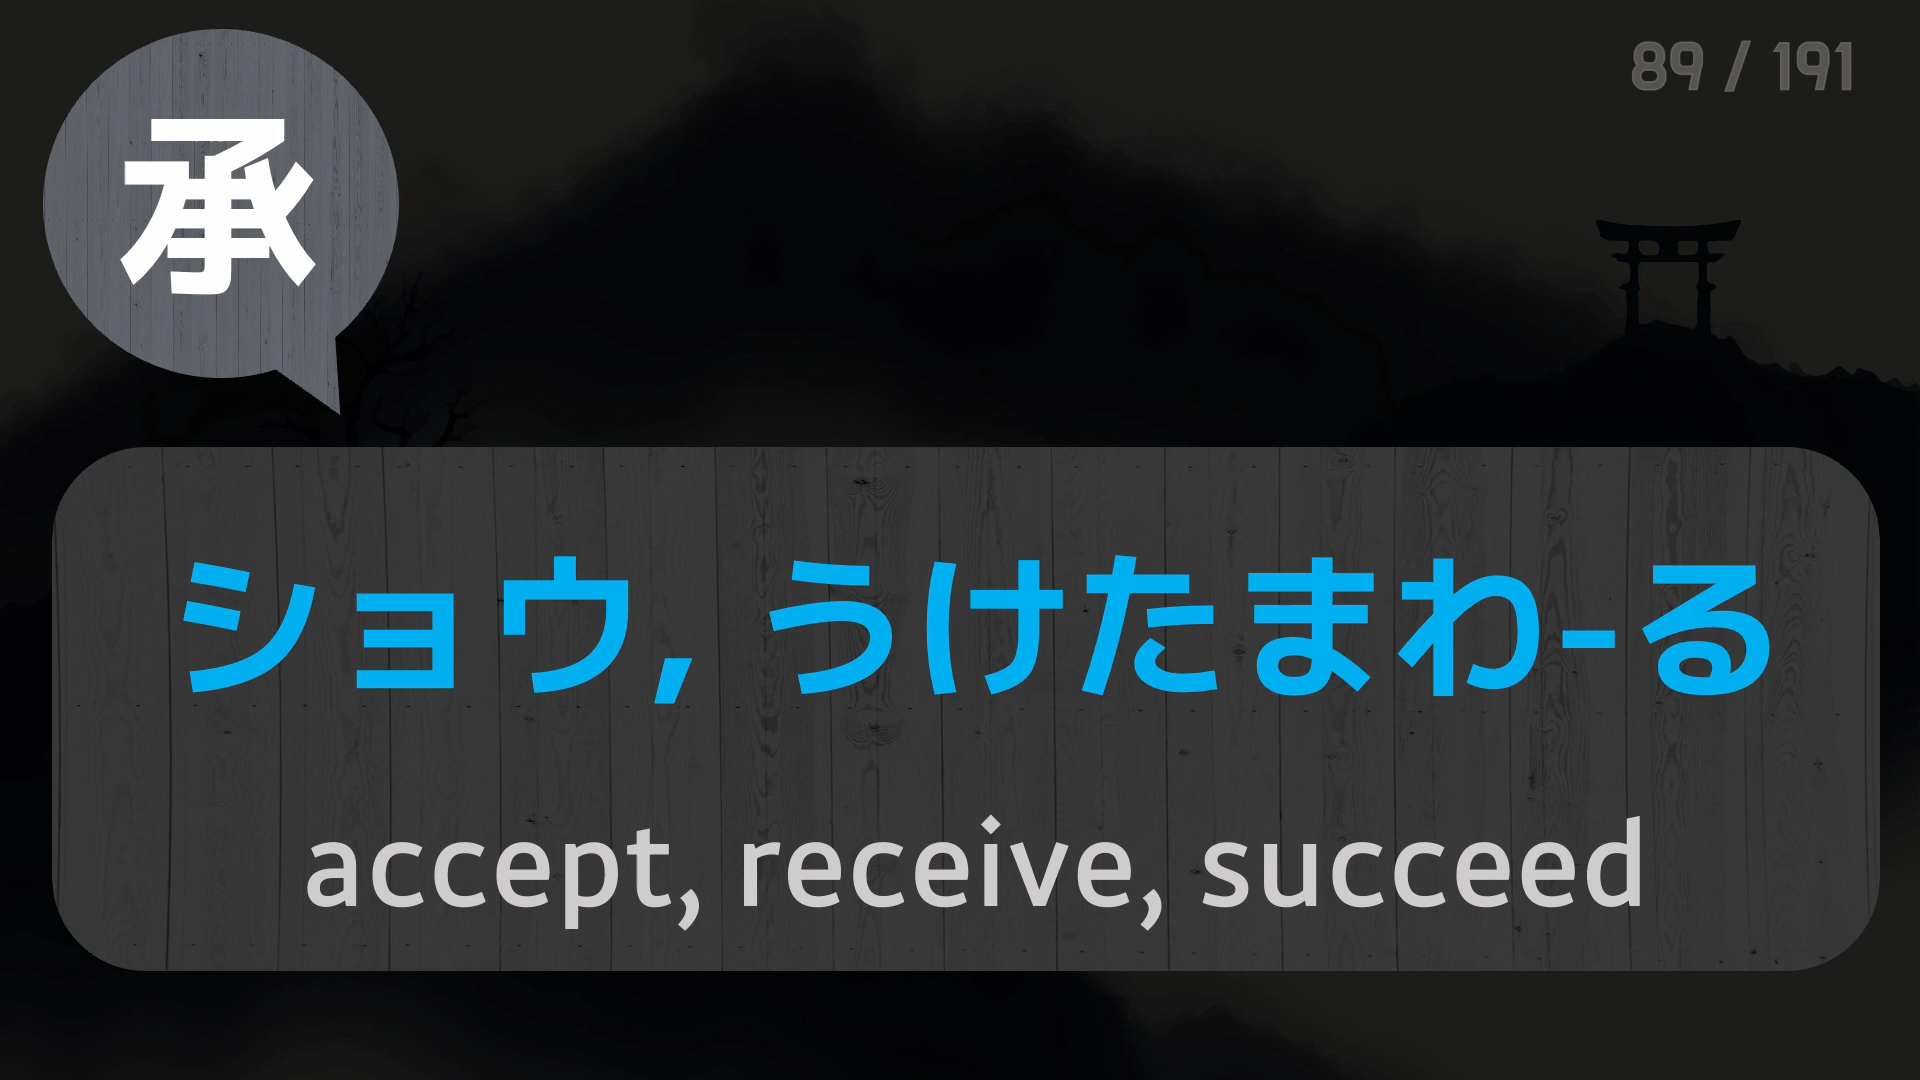 承
89 / 191
ショウ, うけたまわ-る
accept, receive, succeed